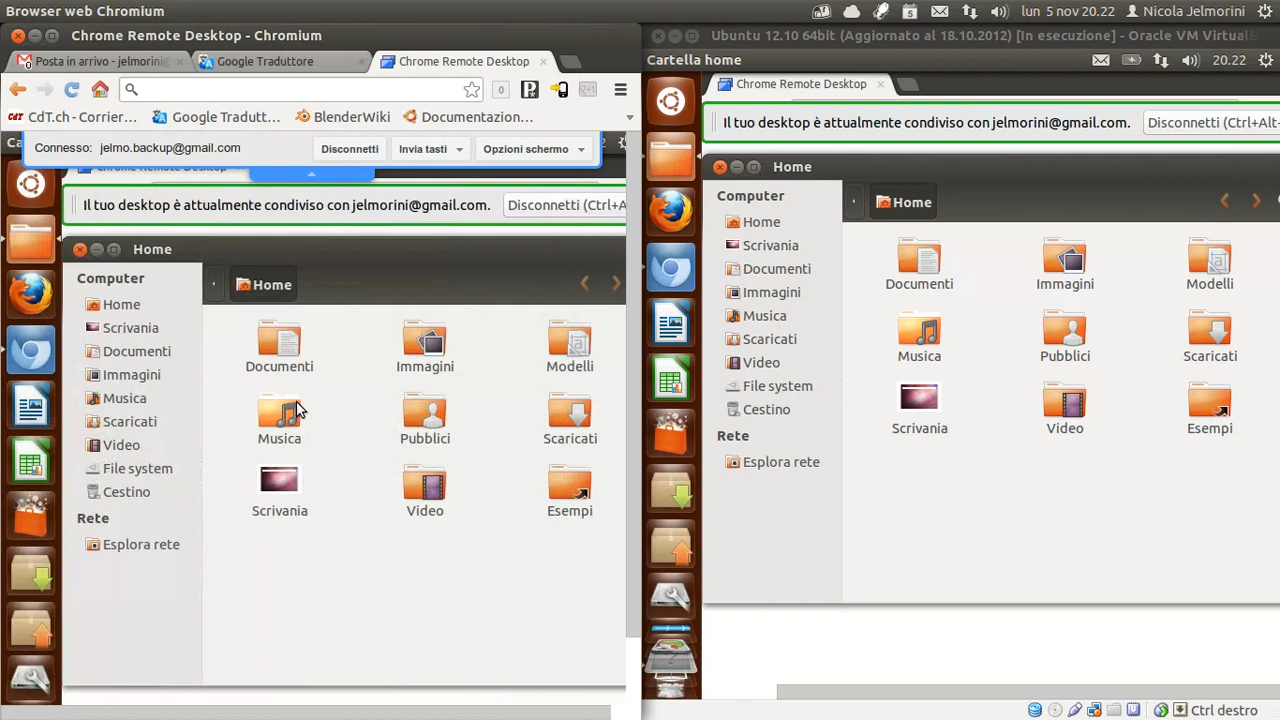 Browser web Chromium
5
lun 5 nov 20.22
Nicola Jelmorini
Chrome Remote Desktop - Chromium
Posta in arrivo - jelmorini@
Google Traduttore
Chrome Remote Desktop
0
CdT.ch - Corrier...
Google Tradutt...
BlenderWiki
Documentazion...
Connesso: jelmo.backup@gmail.com
Disconnetti
Invia tasti
Opzioni schermo
Il tuo desktop è attualmente condiviso con jelmorini@gmail.com.
Disconnetti (Ctrl+A
Home
Computer
Home
Scrivania
Documenti
Immagini
Musica
Scaricati
Video
File system
Cestino
Rete
Esplora rete
Home
Documenti
Immagini
Modelli
Musica
Pubblici
Scaricati
Scrivania
Video
Esempi
Ubuntu 12.10 64bit (Aggiornato al 18.10.2012) [In esecuzione] - Oracle VM VirtualB
Cartella home
20.22
Chrome Remote Desktop
Il tuo desktop è attualmente condiviso con jelmorini@gmail.com.
Disconnetti (Ctrl+Alt-
Home
Computer
Home
Scrivania
Documenti
Immagini
Musica
Scaricati
Video
File system
Cestino
Rete
Esplora rete
Home
Documenti
Immagini
Modelli
Musica
Pubblici
Scaricati
Scrivania
Video
Esempi
Ctrl destro